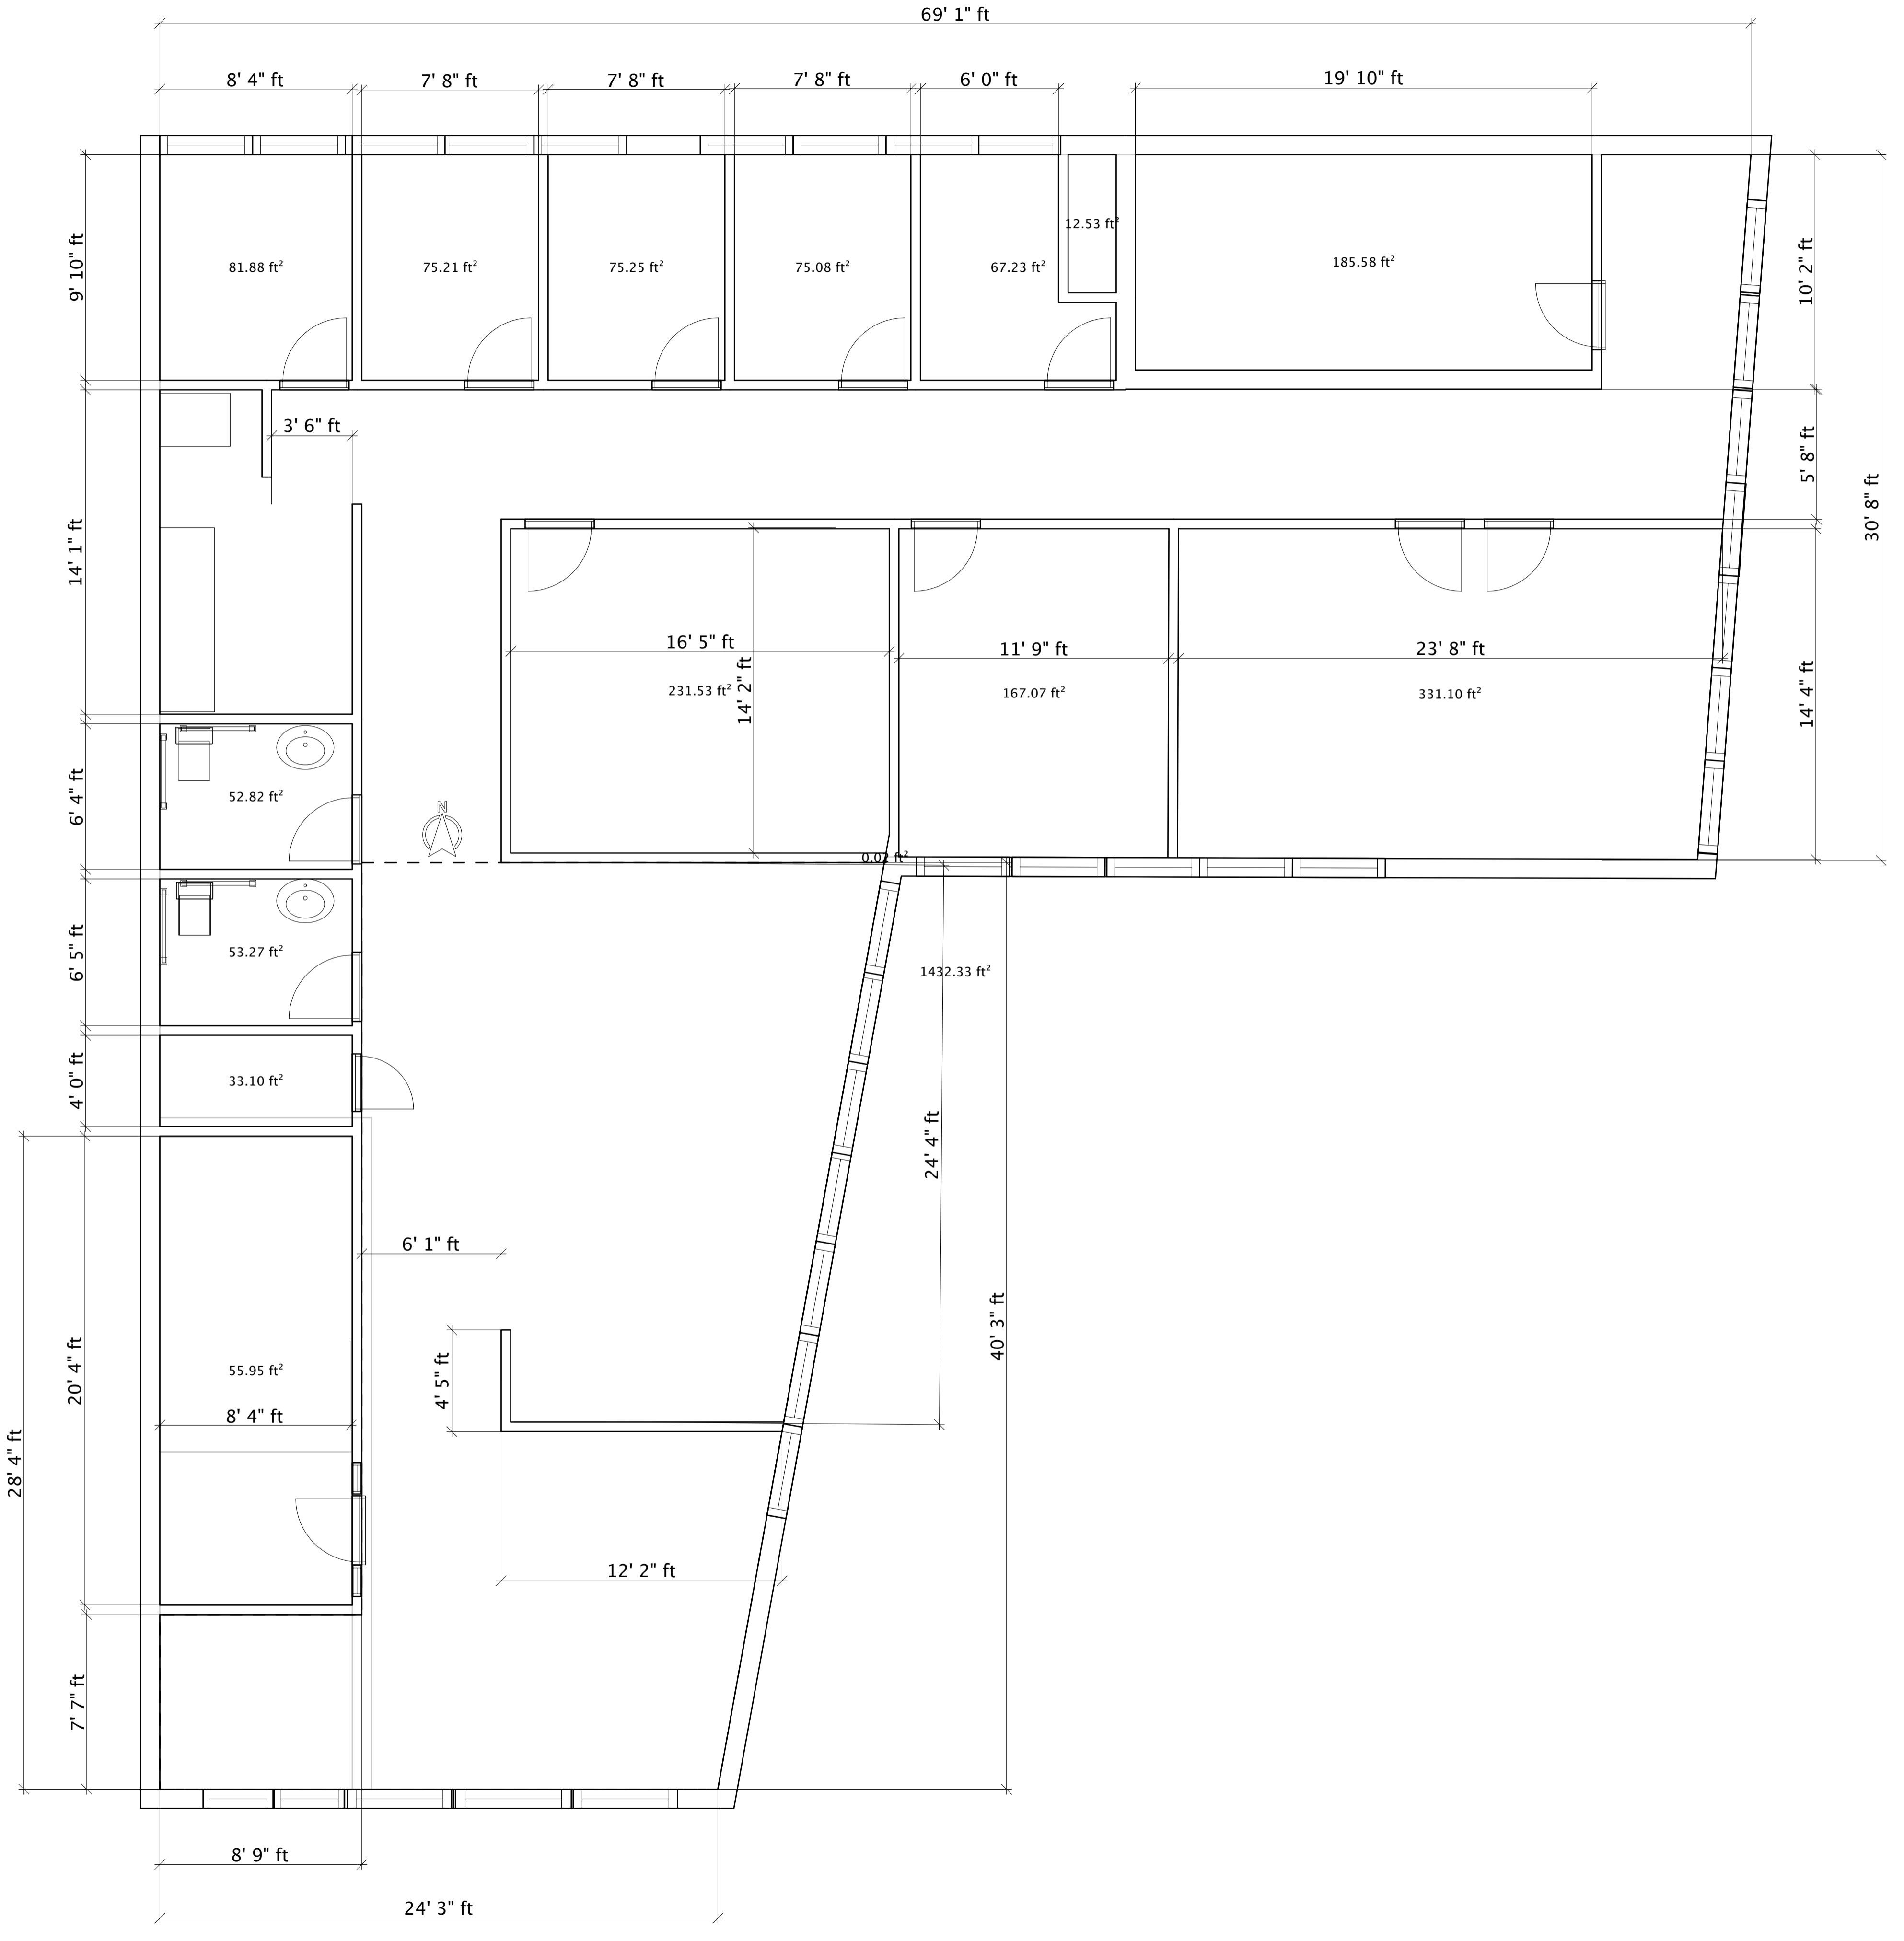 69' 1" ft
8' 4" ft
7' 8" ft
7' 8" ft
7' 8" ft
6' 0" ft
19' 10" ft
9' 10" ft
81.88 ft²
75.21 ft²
75.25 ft²
75.08 ft²
67.23 ft²
12.53 ft²
185.58 ft²
10' 2" ft
3' 6" ft
5' 8" ft
30' 8" ft
14' 1" ft
16' 5" ft
11' 9" ft
23' 8" ft
231.53 ft²
14' 2" ft
167.07 ft²
331.10 ft²
14' 4" ft
6' 4" ft
52.82 ft²
N
0.02 ft²
6' 5" ft
53.27 ft²
1432.33 ft²
4' 0" ft
33.10 ft²
24' 4" ft
6' 1" ft
40' 3" ft
20' 4" ft
55.95 ft²
4' 5" ft
8' 4" ft
28' 4" ft
12' 2" ft
7' 7" ft
8' 9" ft
24' 3" ft